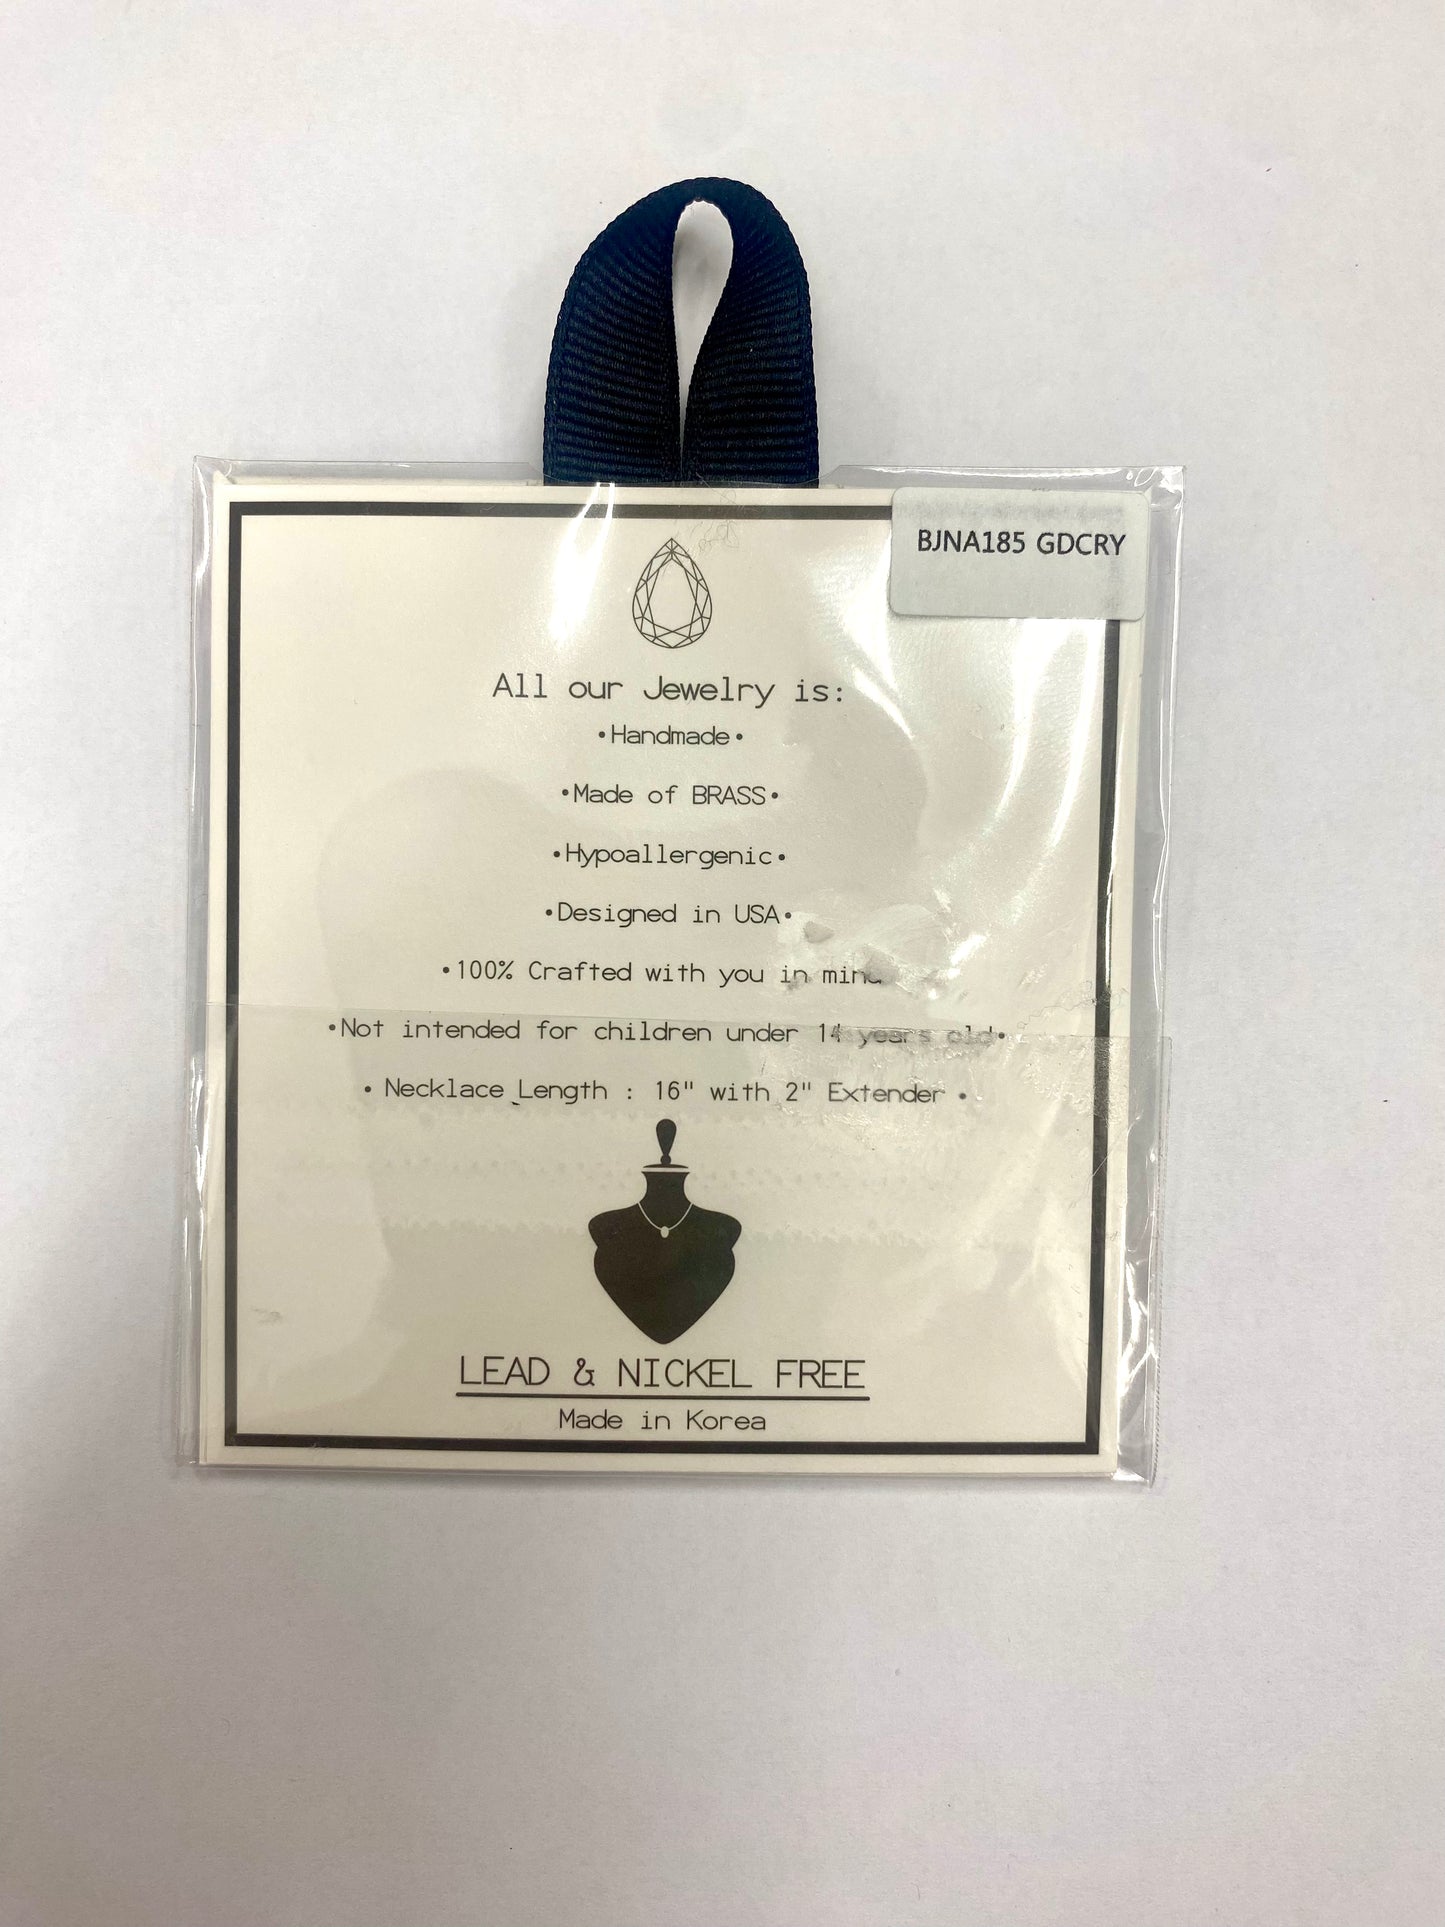 BJNA185 GDCRY
All our Jewelry is:
•Handmade•
•Made of BRASS•
•Hypoallergenic•
•Designed in USA•
•100% Crafted with you in mind
•Not intended for children under 14 years old•
• Necklace Length : 16" with 2" Extender •
LEAD & NICKEL FREE
Made in Korea